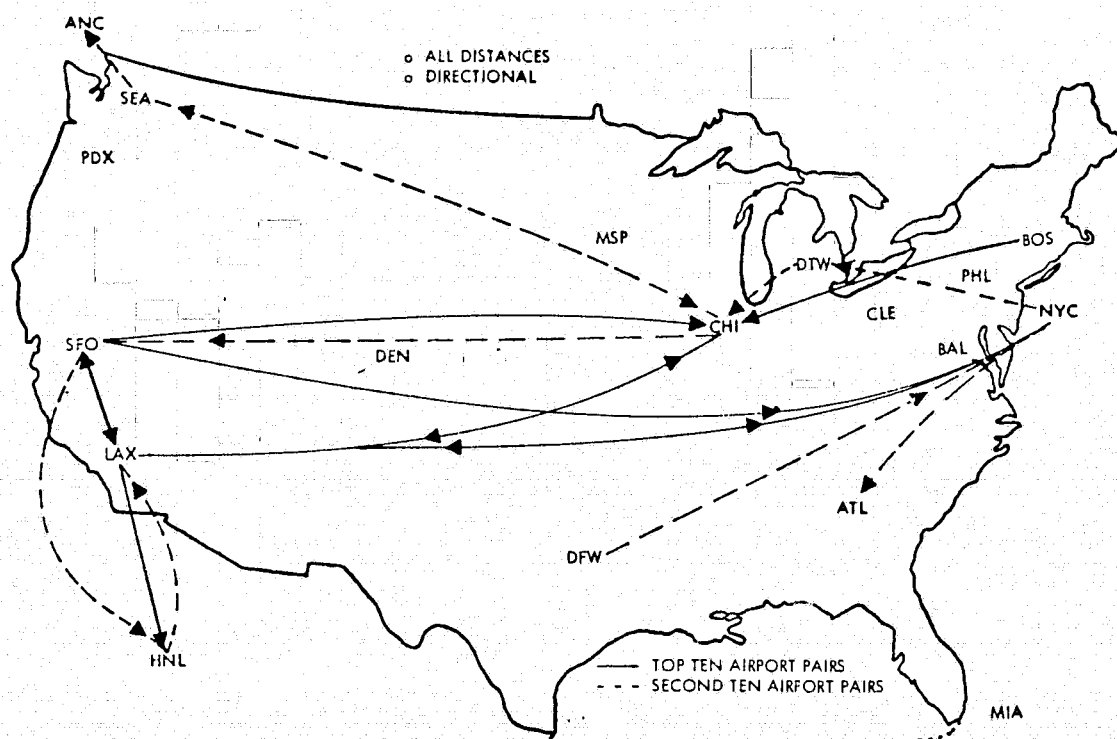 ANC
o ALL DISTANCES
o DIRECTIONAL
SEA
PDX
MSP
BOS
DTW
PHL
CLE
NYC
CHI
SFO
DEN
BAL
LAX
ATL
DFW
HNL
TOP TEN AIRPORT PAIRS
SECOND TEN AIRPORT PAIRS
MIA